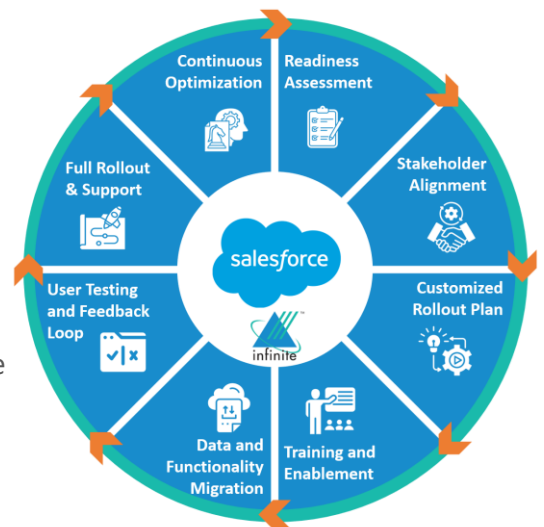 Continuous
Optimization
Readiness
Assessment
Stakeholder
Alignment
Customized
Rollout Plan
Training and
Enablement
Data and
Functionality
Migration
User Testing
and Feedback
Loop
Full Rollout
& Support
salesforce
infinite
™
e